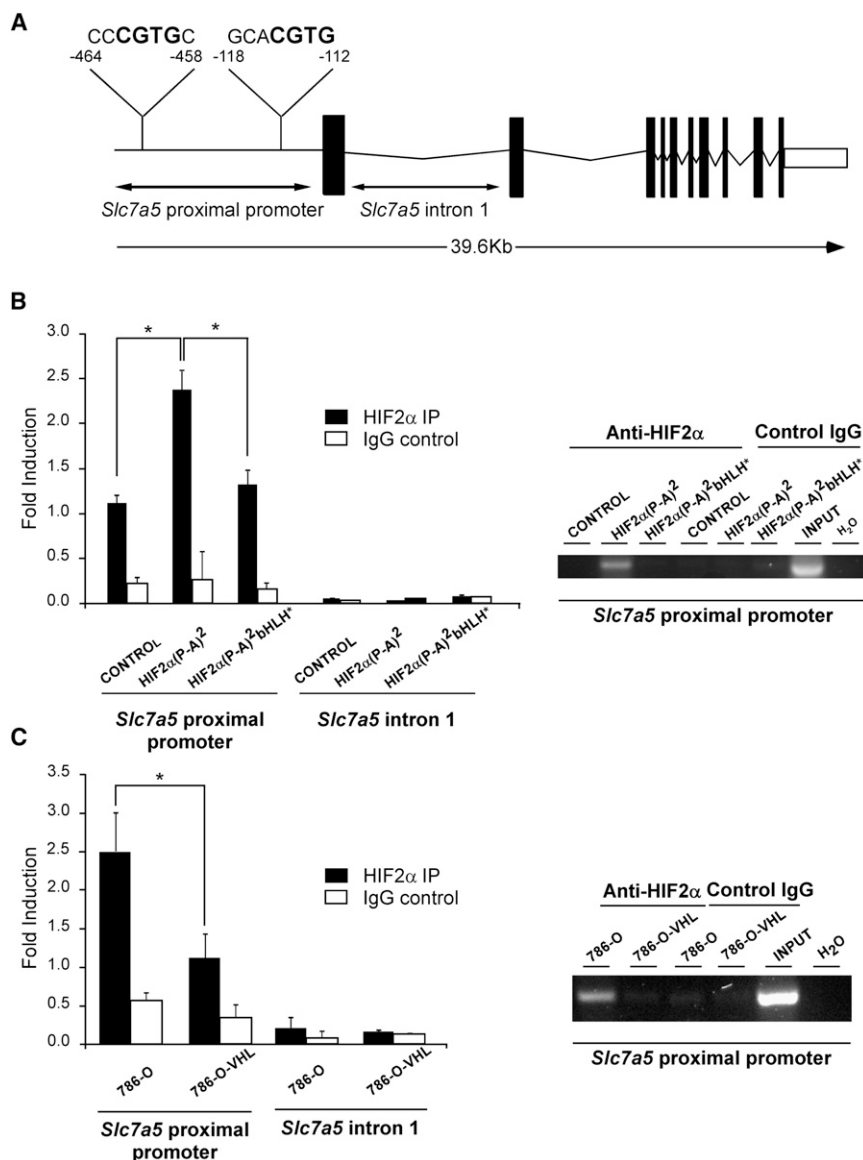 A
CCCCGTGC GCACGTG
-464 -458 -118 -112
Slc7a5 proximal promoter
Slc7a5 intron 1
39.6Kb
B
Fold Induction
3.0
2.5
2.0
1.5
1.0
0.5
0.0
*
*
HIF2α IP
IgG control
CONTROL
HIF2α(P-A)²
HIF2α(P-A)²bHLH*
CONTROL
HIF2α(P-A)²
HIF2α(P-A)²bHLH*
Slc7a5 proximal
promoter
Slc7a5 intron 1
Anti-HIF2α
Control IgG
CONTROL
HIF2α(P-A)²
HIF2α(P-A)²bHLH*
CONTROL
HIF2α(P-A)²
HIF2α(P-A)²bHLH*
INPUT
H₂O
Slc7a5 proximal promoter
C
Fold Induction
3.5
3.0
2.5
2.0
1.5
1.0
0.5
0.0
*
HIF2α IP
IgG control
786-O
786-O-VHL
786-O
786-O-VHL
Slc7a5 proximal
promoter
Slc7a5 intron 1
Anti-HIF2α
Control IgG
786-O
786-O-VHL
786-O
786-O-VHL
INPUT
H₂O
Slc7a5 proximal promoter